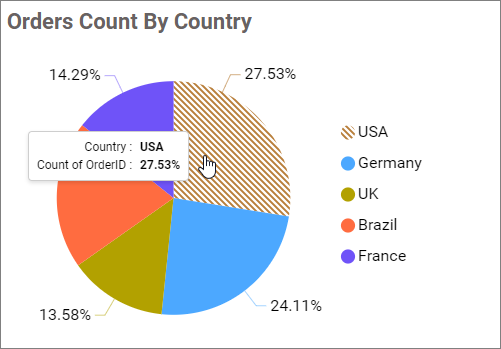 Orders Count By Country
14.29%
27.53%
Country : USA
Count of OrderID : 27.53%
USA
Germany
UK
Brazil
France
13.58%
24.11%